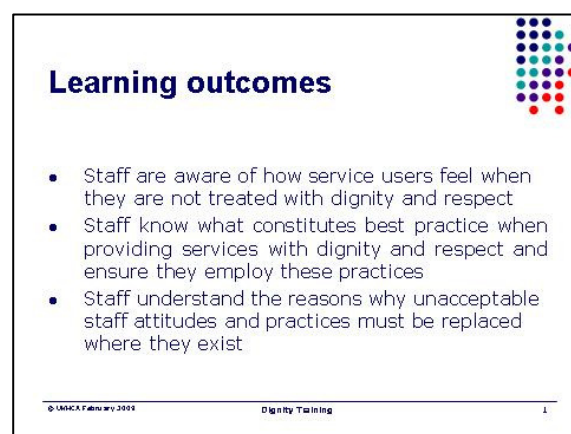 Learning outcomes
● Staff are aware of how service users feel when
they are not treated with dignity and respect
● Staff know what constitutes best practice when
providing services with dignity and respect and
ensure they employ these practices
● Staff understand the reasons why unacceptable
staff attitudes and practices must be replaced
where they exist
© UKHCA February 2009 Dignity Training 1